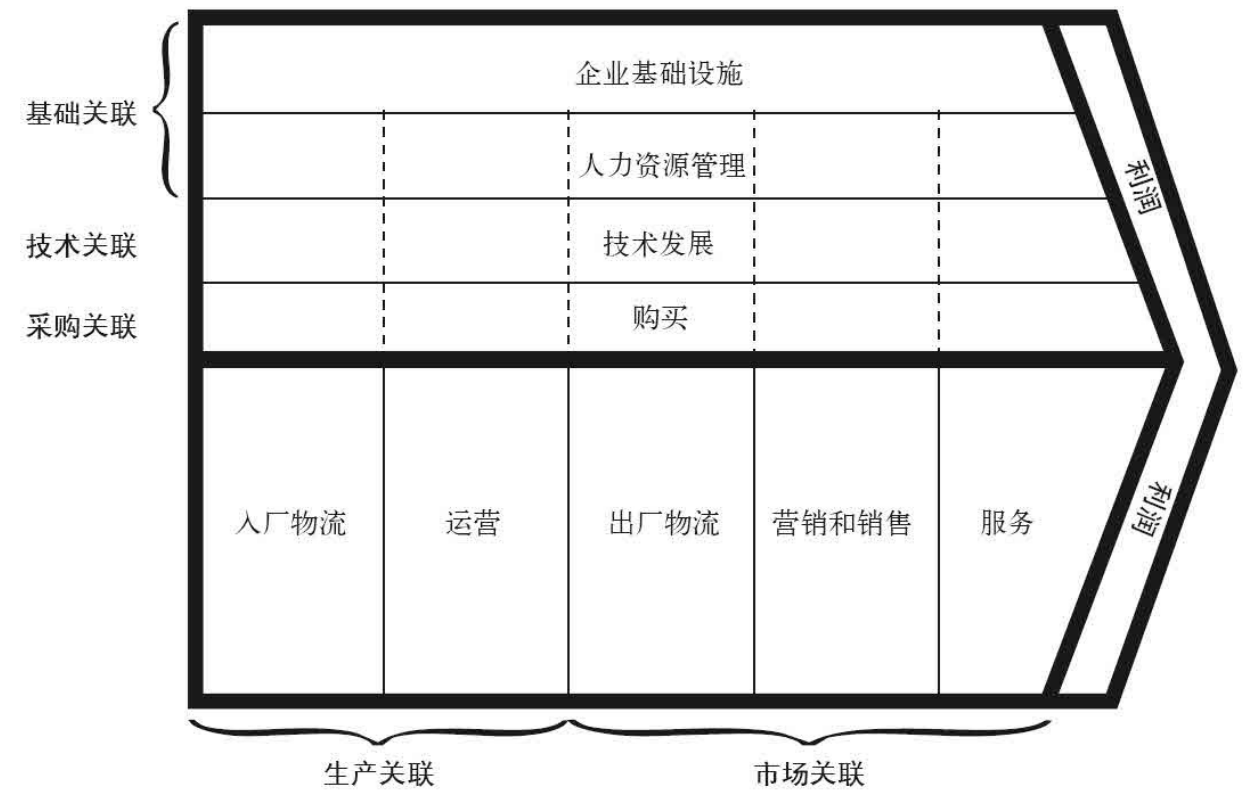 企业基础设施
基础关联
人力资源管理
利润
技术关联
技术发展
采购关联
购买
入厂物流
运营
出厂物流
营销和销售
服务
利润
生产关联
市场关联